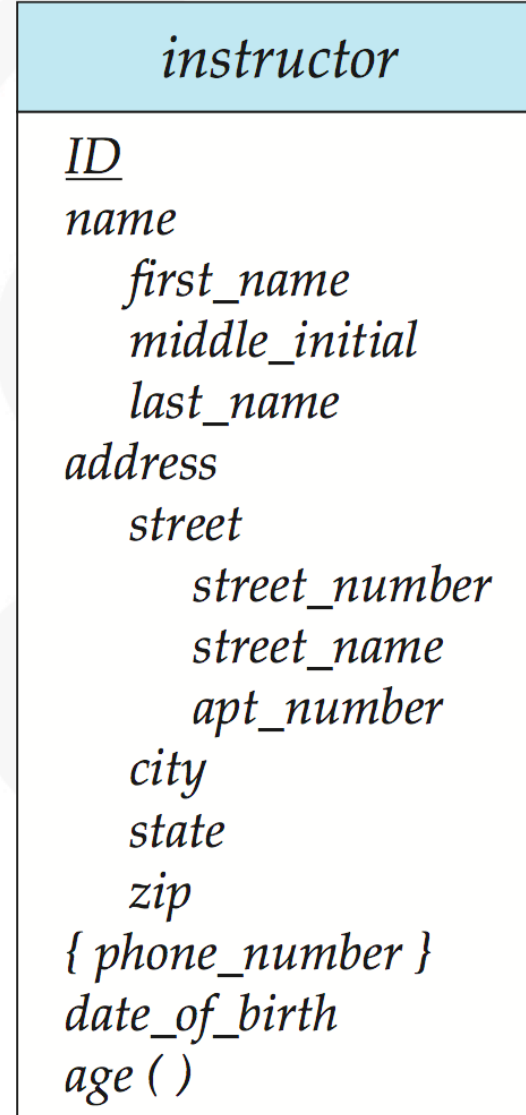 instructor
ID
name
first_name
middle_initial
last_name
address
street
street_number
street_name
apt_number
city
state
zip
{ phone_number }
date_of_birth
age ( )